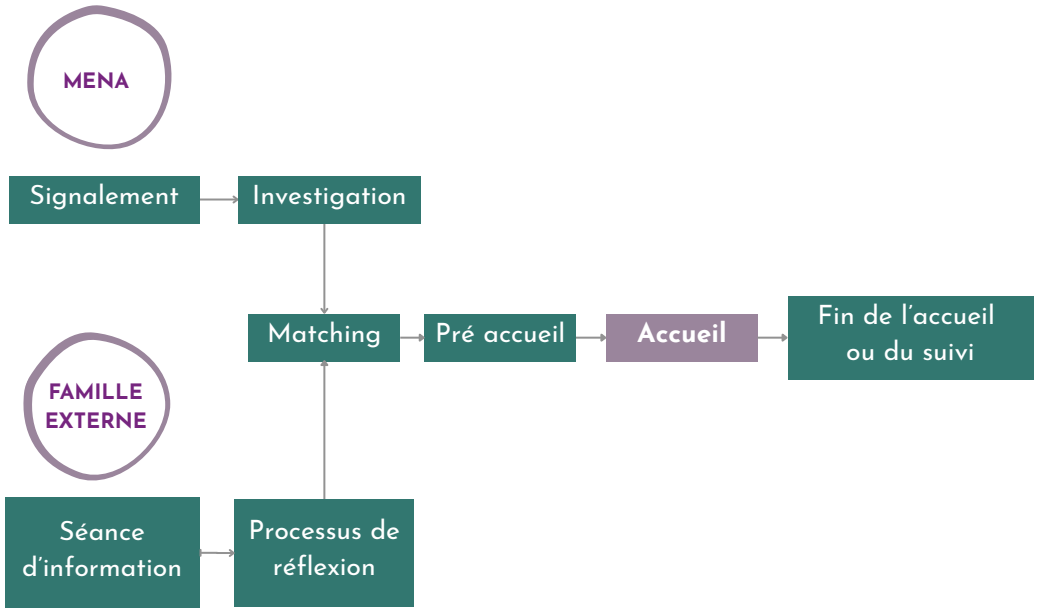 MENA
Signalement
Investigation
Matching
Pré accueil
Accueil
Fin de l'accueil
ou du suivi
FAMILLE
EXTERNE
Séance
d'information
Processus de
réflexion